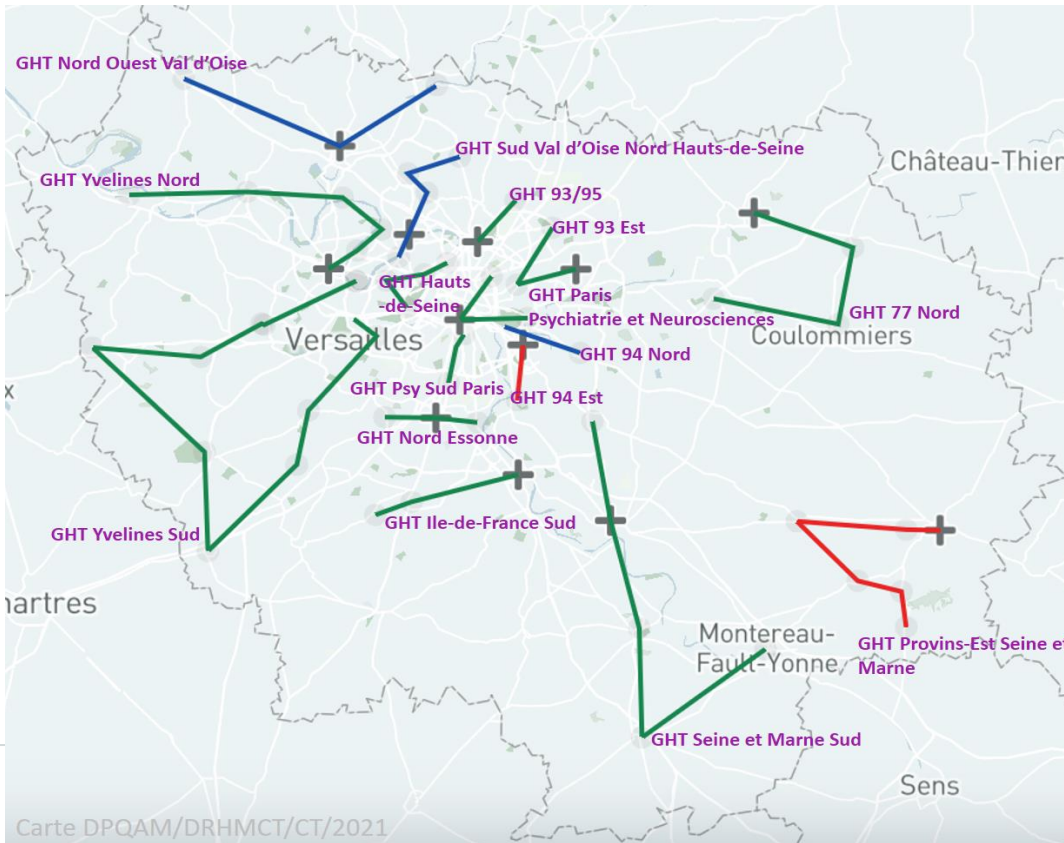 GHT Nord Ouest Val d'Oise
GHT Sud Val d'Oise Nord Hauts-de-Seine
Château-Thier
GHT Yvelines Nord
GHT 93/95
GHT 93 Est
GHT Hauts
-de-Seine
GHT Paris
Psychiatrie et Neurosciences
GHT 77 Nord
Versailles
Coulommiers
GHT 94 Nord
x
GHT Psy Sud Paris
GHT 94 Est
GHT Nord Essonne
GHT Ile-de-France Sud
GHT Yvelines Sud
hartres
Montereau-
Fault-Yonne
GHT Provins-Est Seine et
Marne
GHT Seine et Marne Sud
Sens
Carte DPQAM/DRHMCT/CT/2021